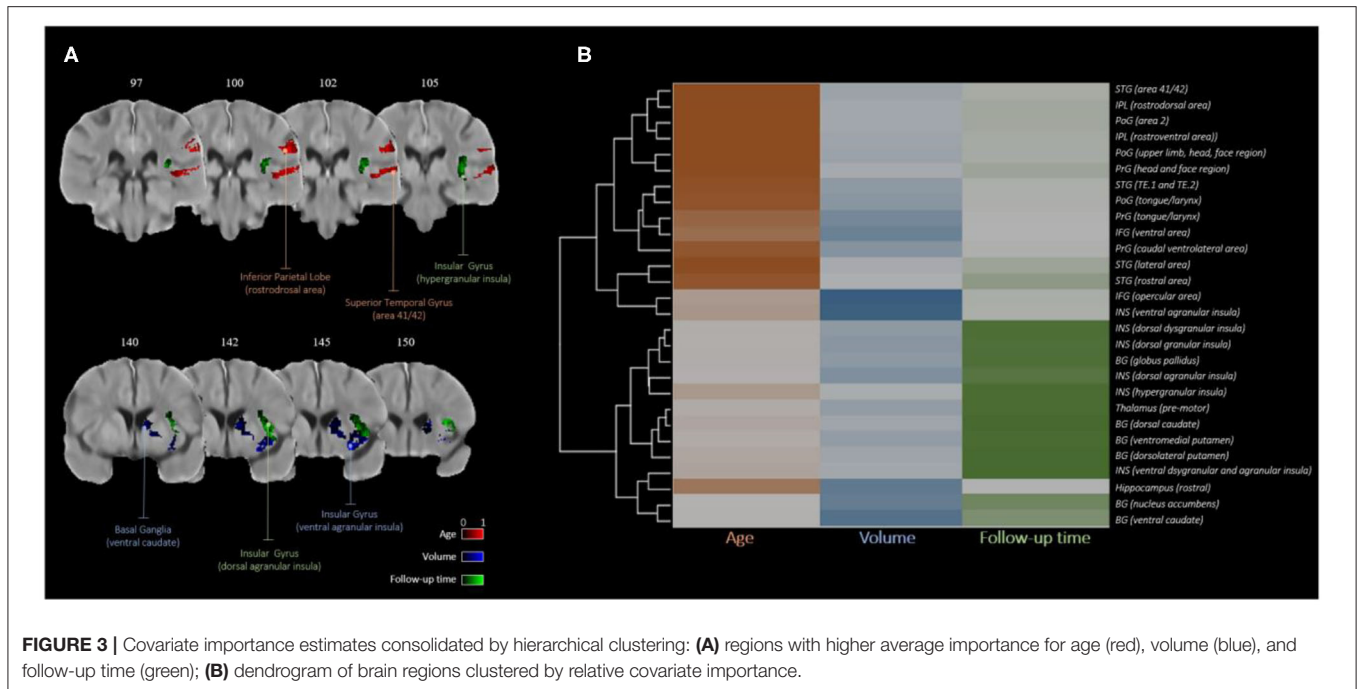 A
B
97
100
102
105
Inferior Parietal Lobe
(rostrodrosal area)
Superior Temporal Gyrus
(area 41/42)
Insular Gyrus
(hypergranular insula)
140
142
145
150
Basal Ganglia
(ventral caudate)
Insular Gyrus
(dorsal agranular insula)
Insular Gyrus
(ventral agranular insula)
0 1
Age
Volume
Follow-up time
STG (area 41/42)
IPL (rostrodorsal area)
PoG (area 2)
IPL (rostroventral area))
PoG (upper limb, head, face region)
PrG (head and face region)
STG (TE.1 and TE.2)
PoG (tongue/larynx)
PrG (tongue/larynx)
IFG (ventral area)
PrG (caudal ventrolateral area)
STG (lateral area)
STG (rostral area)
IFG (opercular area)
INS (ventral agranular insula)
INS (dorsal dysgranular insula)
INS (dorsal granular insula)
BG (globus pallidus)
INS (dorsal agranular insula)
INS (hypergranular insula)
Thalamus (pre-motor)
BG (dorsal caudate)
BG (ventromedial putamen)
BG (dorsolateral putamen)
INS (ventral dsygranular and agranular insula)
Hippocampus (rostral)
BG (nucleus accumbens)
BG (ventral caudate)
Age Volume Follow-up time
FIGURE 3 | Covariate importance estimates consolidated by hierarchical clustering: (A) regions with higher average importance for age (red), volume (blue), and
follow-up time (green); (B) dendrogram of brain regions clustered by relative covariate importance.